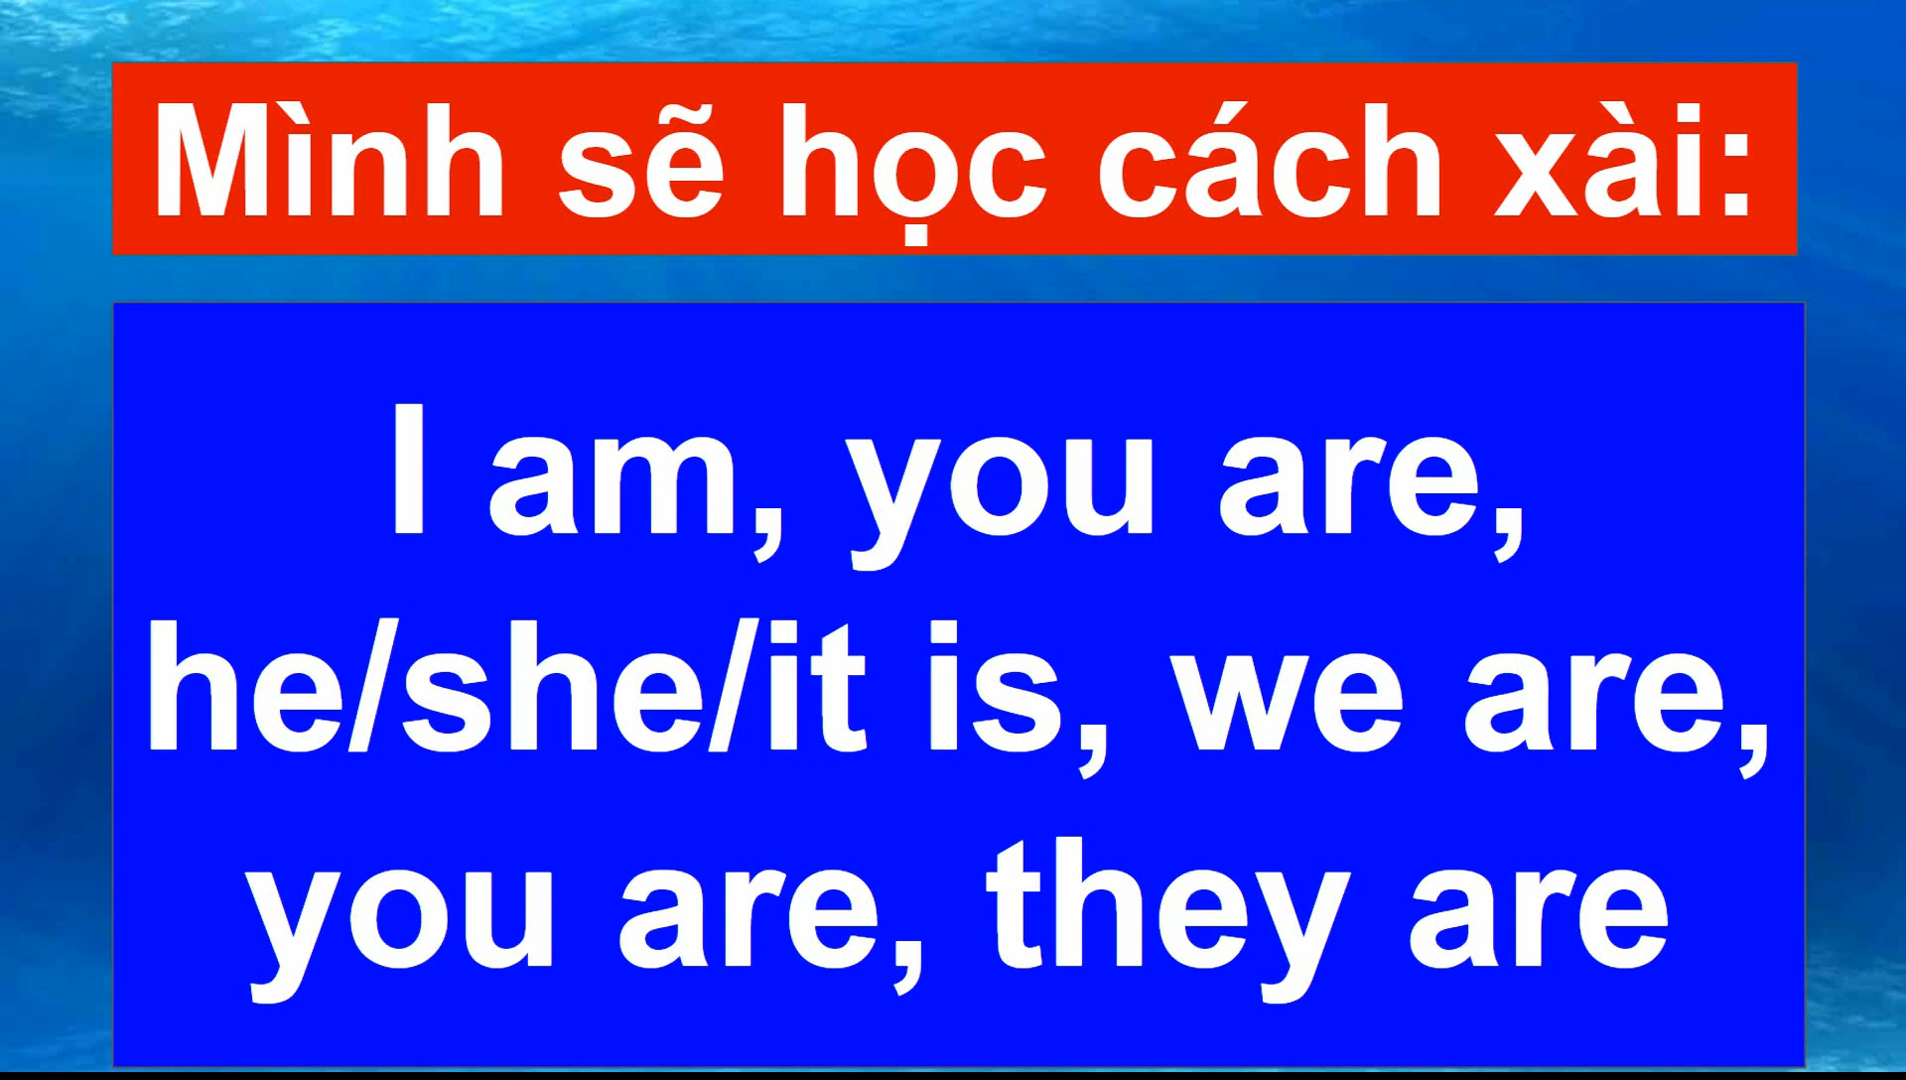 Mình sẽ học cách xài:
I am, you are,
he/she/it is, we are,
you are, they are